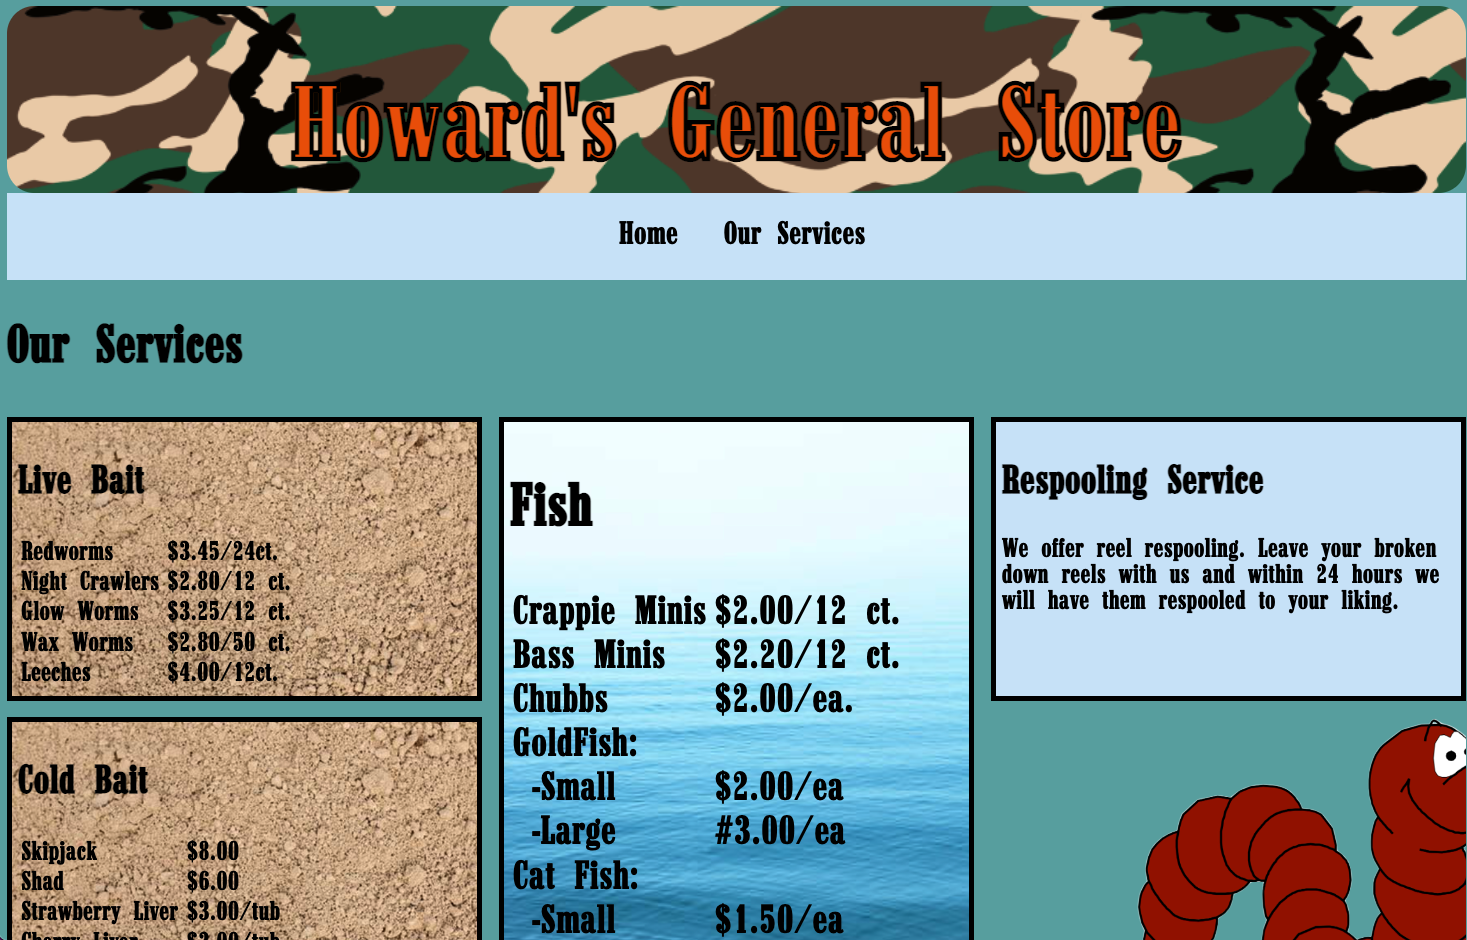 Howard's General Store
Home Our Services
Our Services
Live Bait
Redworms $3.45/24ct.
Night Crawlers $2.80/12 ct.
Glow Worms $3.25/12 ct.
Wax Worms $2.80/50 ct.
Leeches $4.00/12ct.
Cold Bait
Skipjack $8.00
Shad $6.00
Strawberry Liver $3.00/tub
Cherry Liver $3.00/tub
Fish
Crappie Minis $2.00/12 ct.
Bass Minis $2.20/12 ct.
Chubbs $2.00/ea.
GoldFish:
-Small $2.00/ea
-Large #3.00/ea
Cat Fish:
-Small $1.50/ea
Respooling Service
We offer reel respooling. Leave your broken
down reels with us and within 24 hours we
will have them respooled to your liking.